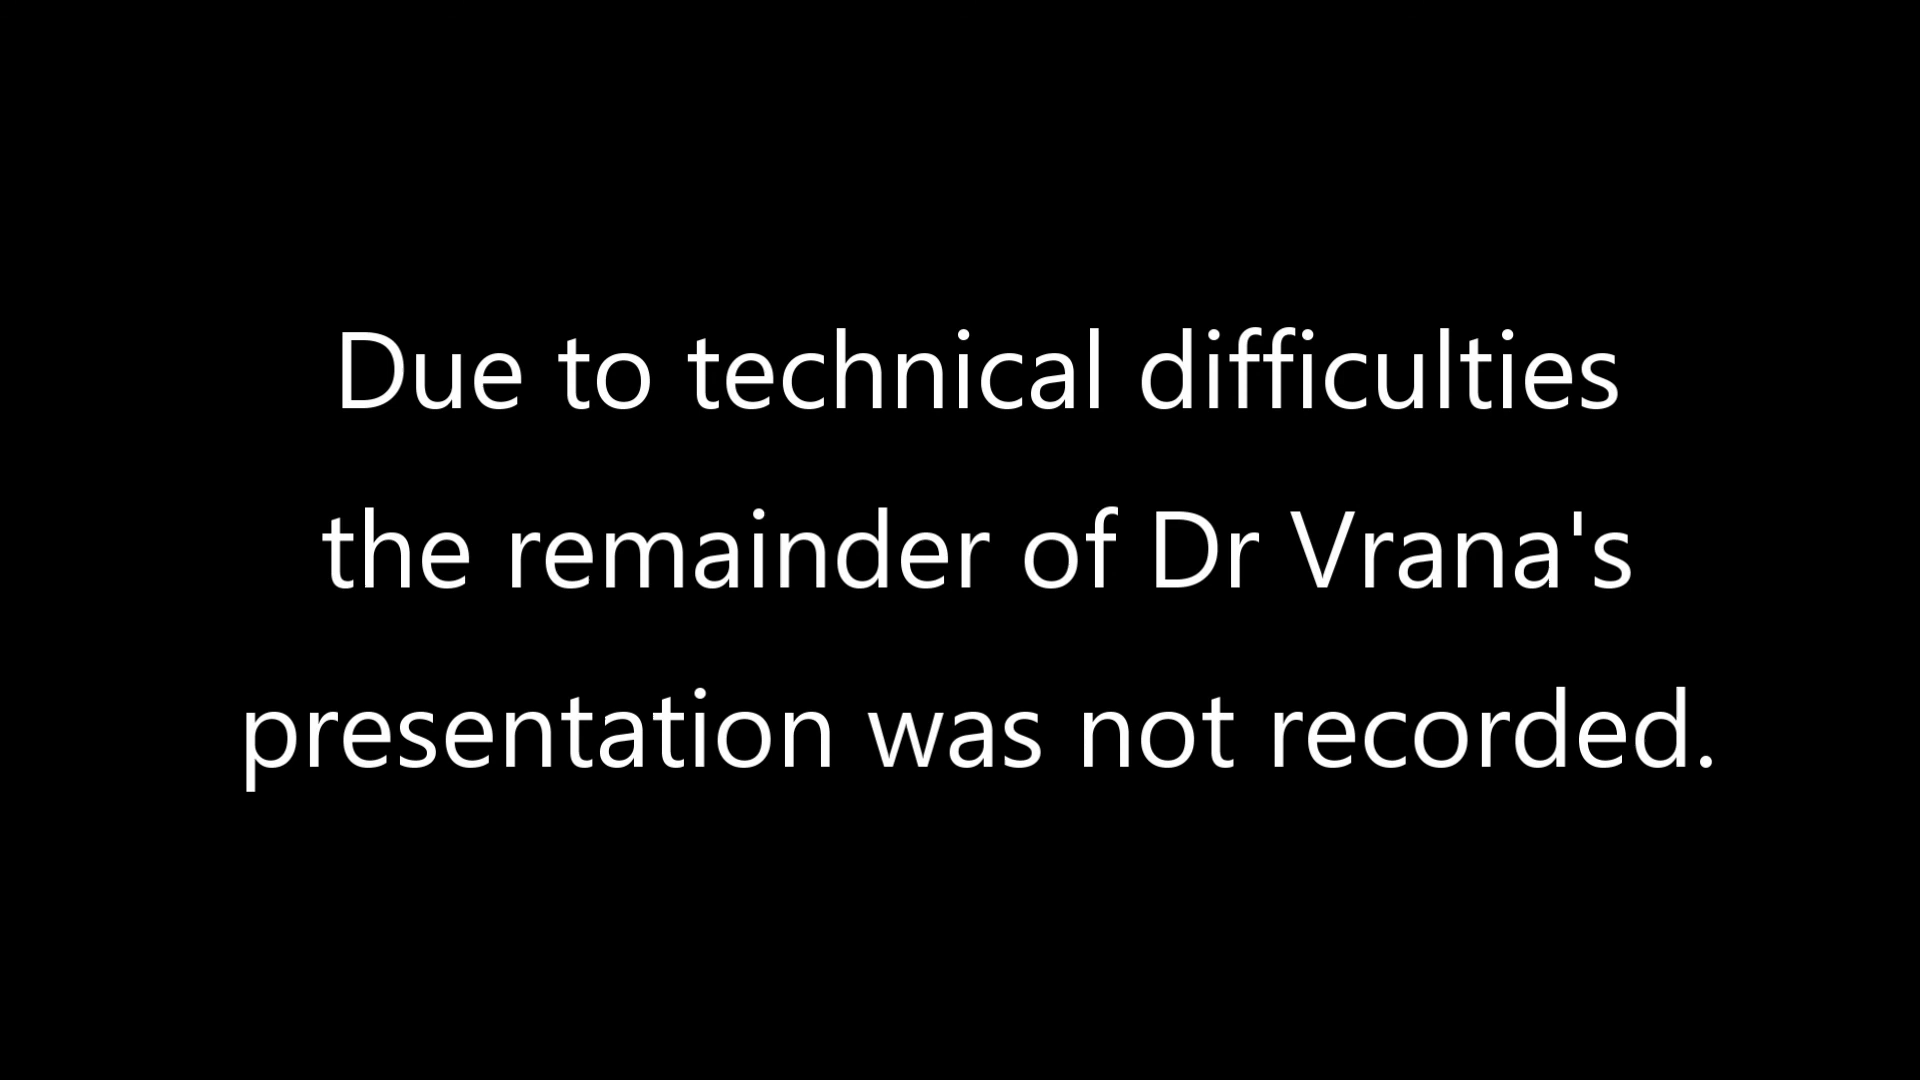 Due to technical difficulties
the remainder of Dr Vrana's
presentation was not recorded.